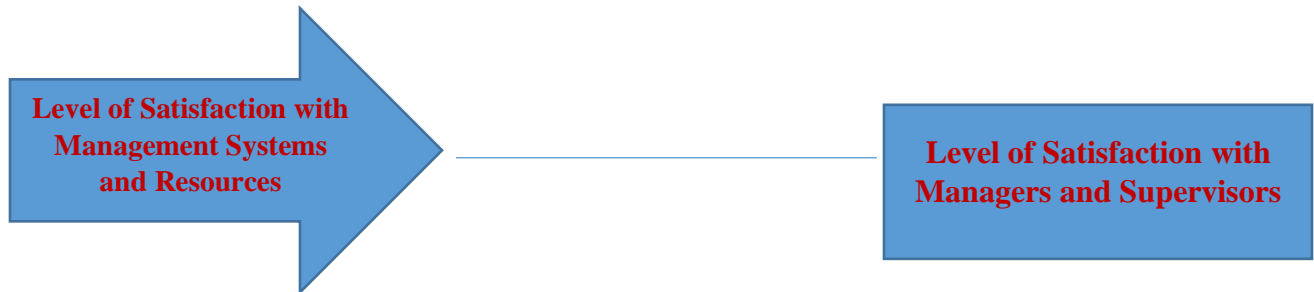 Level of Satisfaction with
Management Systems
and Resources
Level of Satisfaction with
Managers and Supervisors